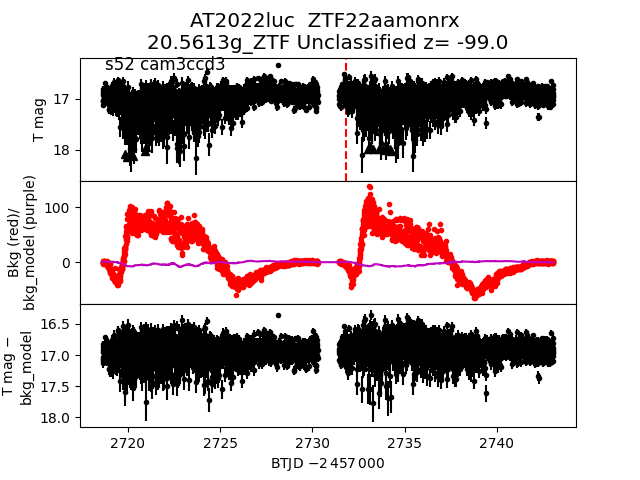 AT2022luc  ZTF22aamonrx
20.5613g_ZTF Unclassified z= -99.0
s52 cam3ccd3
T mag
17
18
Bkg (red)/
bkg_model (purple)
100
0
T mag −
bkg_model
16.5
17.0
17.5
18.0
2720
2725
2730
2735
2740
BTJD −2 457 000